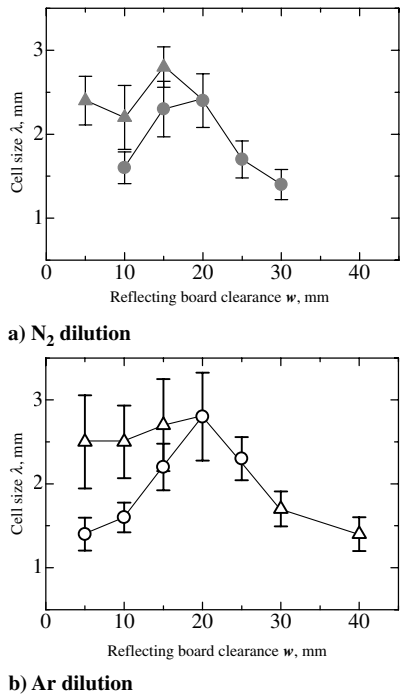 3
2
1
Cell size λ, mm
0 10 20 30 40
Reflecting board clearance w, mm
a) N₂ dilution
3
2
1
Cell size λ, mm
0 10 20 30 40
Reflecting board clearance w, mm
b) Ar dilution